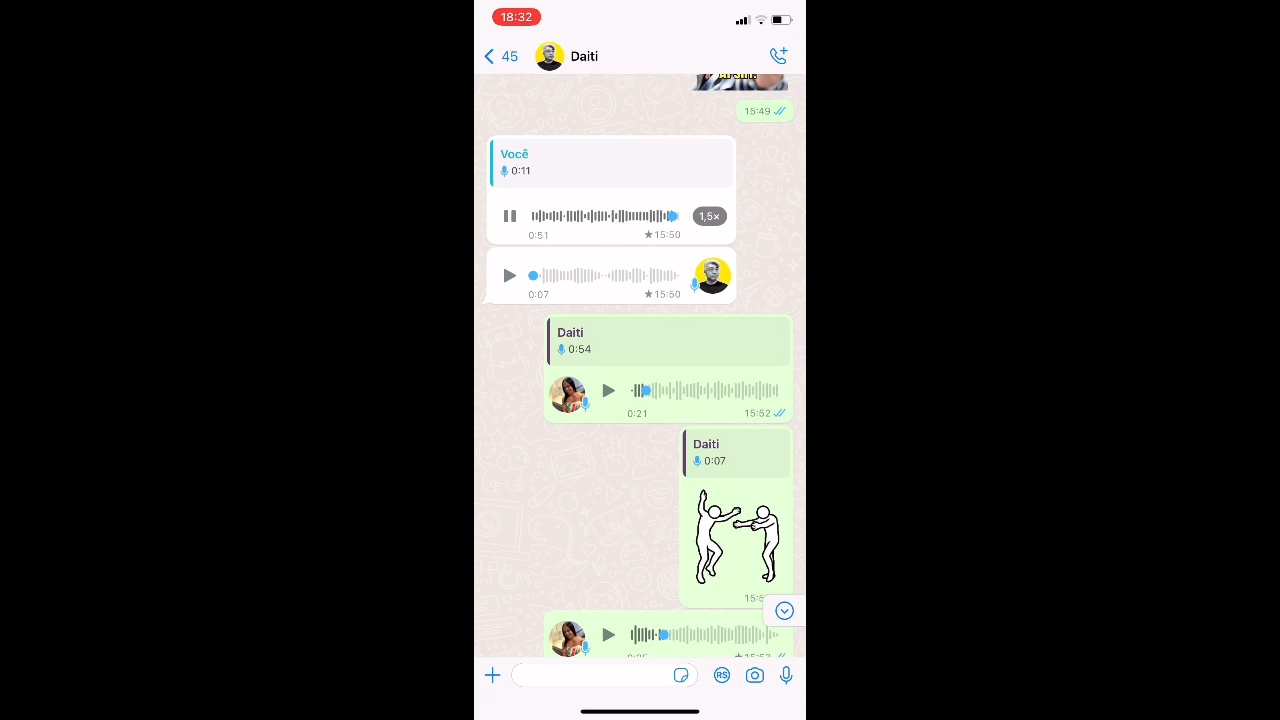 18:32
45
Daiti
15:49
Você
0:11
1,5×
0:51
15:50
0:07
15:50
Daiti
0:54
0:21
15:52
Daiti
0:07
R$